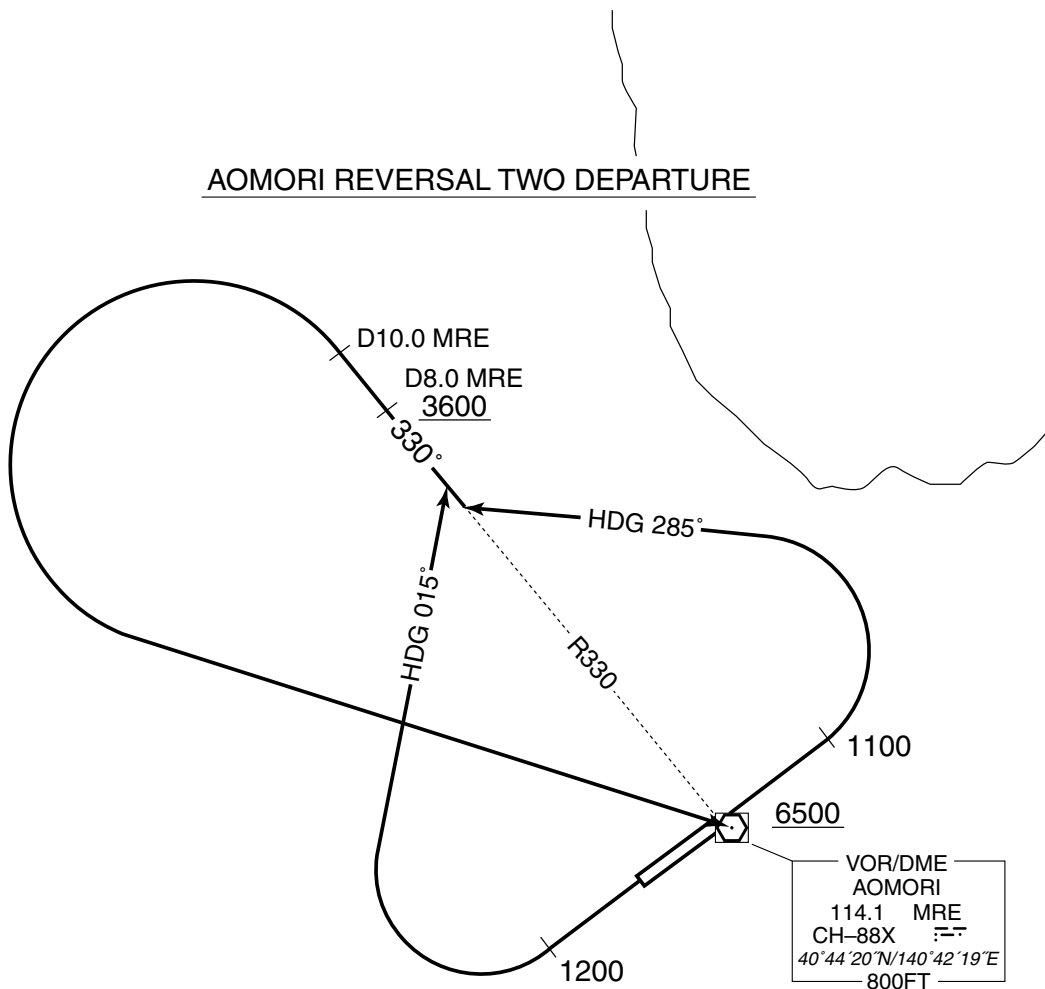 AOMORI REVERSAL TWO DEPARTURE
D10.0 MRE
D8.0 MRE
3600
330°
HDG 285°
HDG 015°
R330
1100
6500
VOR/DME
AOMORI
114.1 MRE
CH–88X
40°44´20˝N/140°42´19˝E
800FT
1200